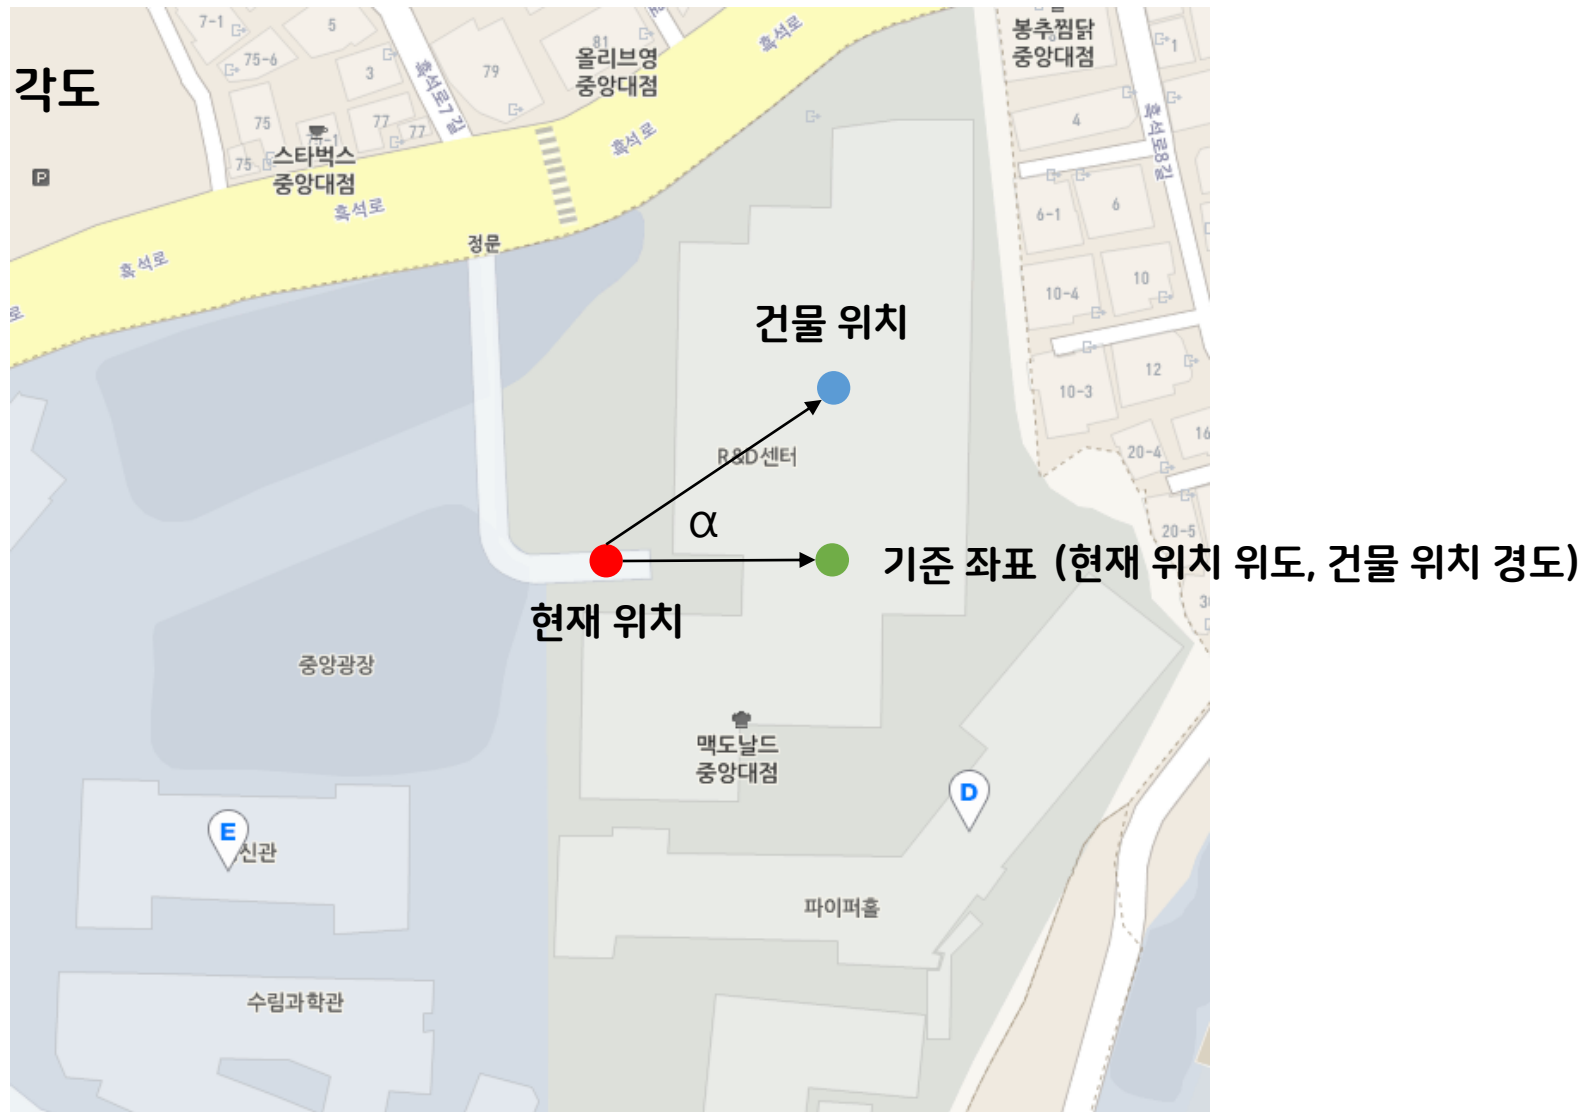 각도
7-1
5
75-6
3
79
81
올리브영
중앙대점
흑석로
봉추찜닭
중앙대점
1
흑석로7길
75
77
77
75
스타벅스
중앙대점
흑석로
흑석로
4
흑석로8길
6-1
6
정문
흑석로
10-4
10
건물 위치
12
10-3
16
20-4
R&D센터
α
20-5
기준 좌표 (현재 위치 위도, 건물 위치 경도)
현재 위치
중앙광장
맥도날드
중앙대점
D
E
신관
파이퍼홀
수림과학관
P